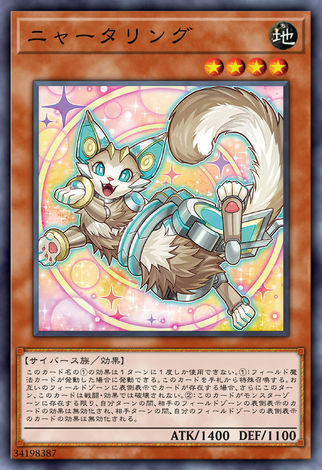 ニャータリング
地
【サイバース族/効果】
このカード名の①の効果は1ターンに1度しか使用できない。①:フィールド魔
法カードが発動した場合に発動できる。このカードを手札から特殊召喚する。お
互いのフィールドゾーンに表側表示でカードが存在する場合、さらにこのター
ン、このカードは戦闘・効果では破壊されない。②:このカードがモンスターゾ
ーンに存在する限り、自分ターンの間、相手のフィールドゾーンの表側表示の
カードの効果は無効化され、相手ターンの間、自分のフィールドゾーンの表側表
示のカードの効果は無効化される。
ATK/1400 DEF/1100
34198387